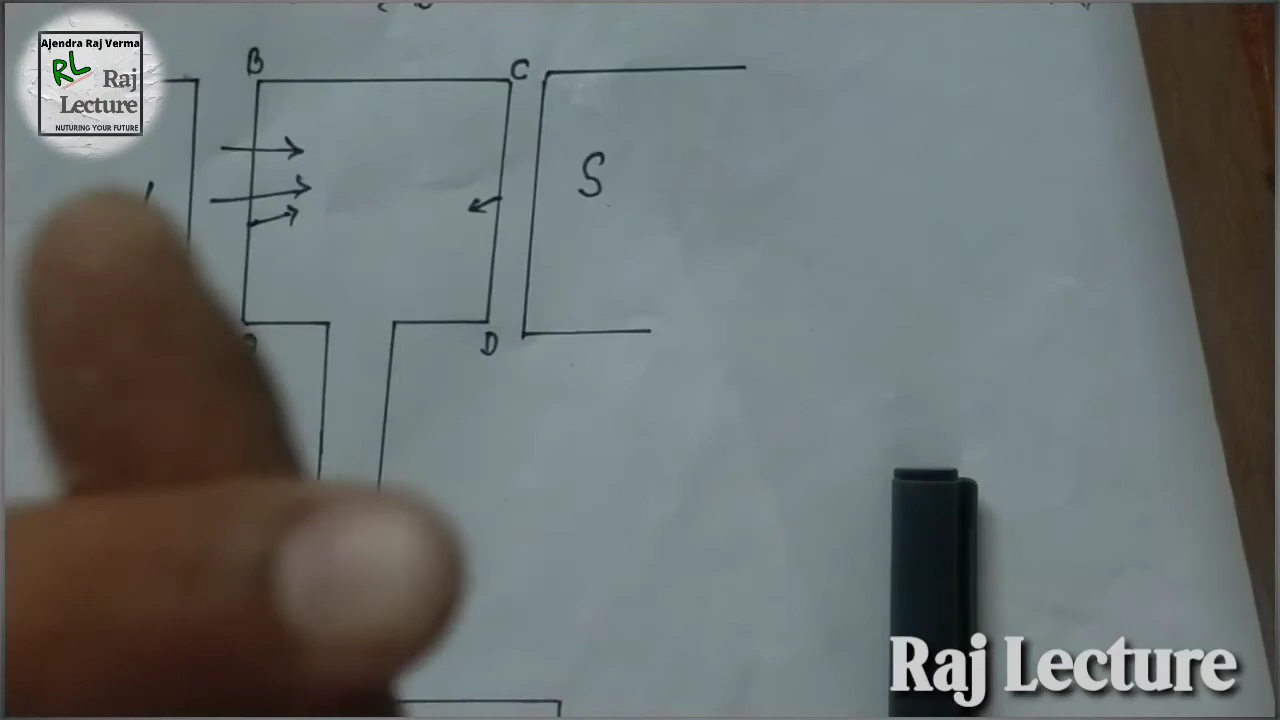 Ajendra Raj Verma
RL Raj
Lecture
NUTURING YOUR FUTURE
B
C
S
D
Raj Lecture